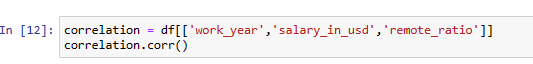 In [12]: correlation = df[['work_year','salary_in_usd','remote_ratio']]
correlation.corr()